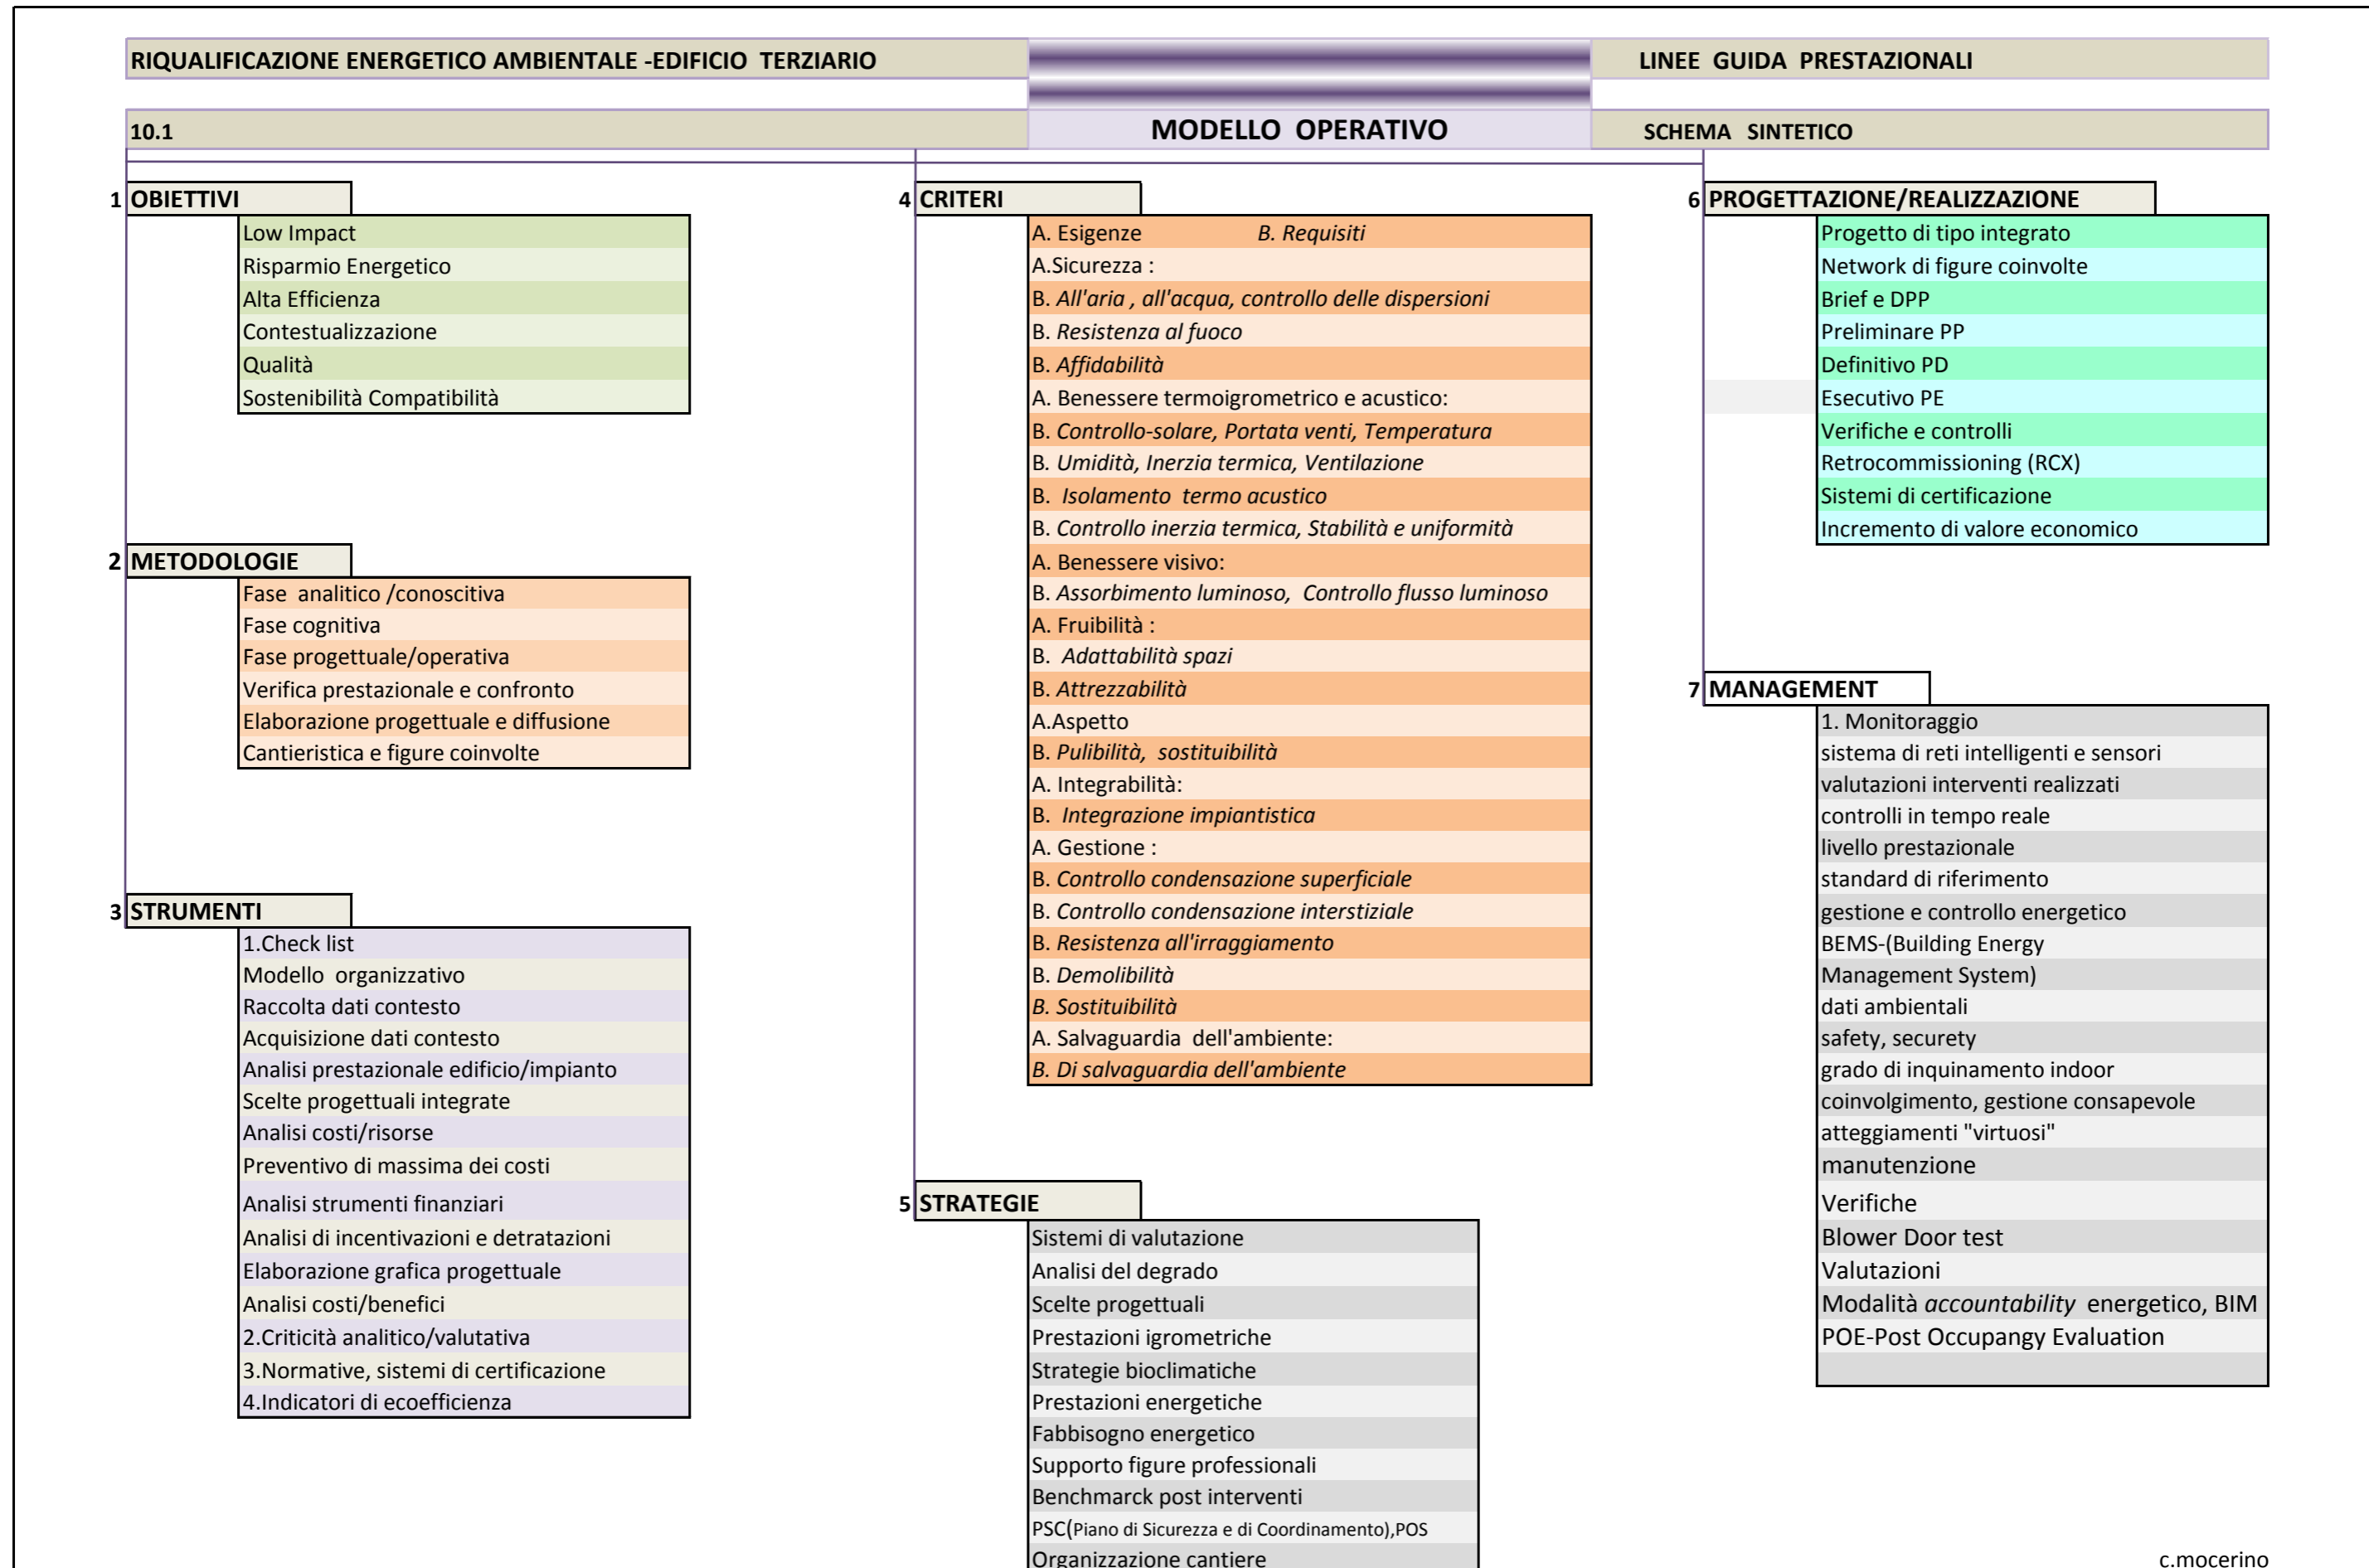 RIQUALIFICAZIONE ENERGETICO AMBIENTALE -EDIFICIO TERZIARIO
LINEE GUIDA PRESTAZIONALI
10.1
MODELLO OPERATIVO
SCHEMA SINTETICO
1 OBIETTIVI
Low Impact
Risparmio Energetico
Alta Efficienza
Contestualizzazione
Qualità
Sostenibilità Compatibilità
2 METODOLOGIE
Fase analitico /conoscitiva
Fase cognitiva
Fase progettuale/operativa
Verifica prestazionale e confronto
Elaborazione progettuale e diffusione
Cantieristica e figure coinvolte
3 STRUMENTI
1.Check list
Modello organizzativo
Raccolta dati contesto
Acquisizione dati contesto
Analisi prestazionale edificio/impianto
Scelte progettuali integrate
Analisi costi/risorse
Preventivo di massima dei costi
Analisi strumenti finanziari
Analisi di incentivazioni e detratazioni
Elaborazione grafica progettuale
Analisi costi/benefici
2.Criticità analitico/valutativa
3.Normative, sistemi di certificazione
4.Indicatori di ecoefficienza
4 CRITERI
A. Esigenze B. Requisiti
A.Sicurezza :
B. All'aria , all'acqua, controllo delle dispersioni
B. Resistenza al fuoco
B. Affidabilità
A. Benessere termoigrometrico e acustico:
B. Controllo-solare, Portata venti, Temperatura
B. Umidità, Inerzia termica, Ventilazione
B. Isolamento termo acustico
B. Controllo inerzia termica, Stabilità e uniformità
A. Benessere visivo:
B. Assorbimento luminoso, Controllo flusso luminoso
A. Fruibilità :
B. Adattabilità spazi
B. Attrezzabilità
A.Aspetto
B. Pulibilità, sostituibilità
A. Integrabilità:
B. Integrazione impiantistica
A. Gestione :
B. Controllo condensazione superficiale
B. Controllo condensazione interstiziale
B. Resistenza all'irraggiamento
B. Demolibilità
B. Sostituibilità
A. Salvaguardia dell'ambiente:
B. Di salvaguardia dell'ambiente
5 STRATEGIE
Sistemi di valutazione
Analisi del degrado
Scelte progettuali
Prestazioni igrometriche
Strategie bioclimatiche
Prestazioni energetiche
Fabbisogno energetico
Supporto figure professionali
Benchmarck post interventi
PSC(Piano di Sicurezza e di Coordinamento),POS
Organizzazione cantiere
6 PROGETTAZIONE/REALIZZAZIONE
Progetto di tipo integrato
Network di figure coinvolte
Brief e DPP
Preliminare PP
Definitivo PD
Esecutivo PE
Verifiche e controlli
Retrocommissioning (RCX)
Sistemi di certificazione
Incremento di valore economico
7 MANAGEMENT
1. Monitoraggio
sistema di reti intelligenti e sensori
valutazioni interventi realizzati
controlli in tempo reale
livello prestazionale
standard di riferimento
gestione e controllo energetico
BEMS-(Building Energy
Management System)
dati ambientali
safety, securety
grado di inquinamento indoor
coinvolgimento, gestione consapevole
atteggiamenti "virtuosi"
manutenzione
Verifiche
Blower Door test
Valutazioni
Modalità accountability energetico, BIM
POE-Post Occupangy Evaluation
c.mocerino